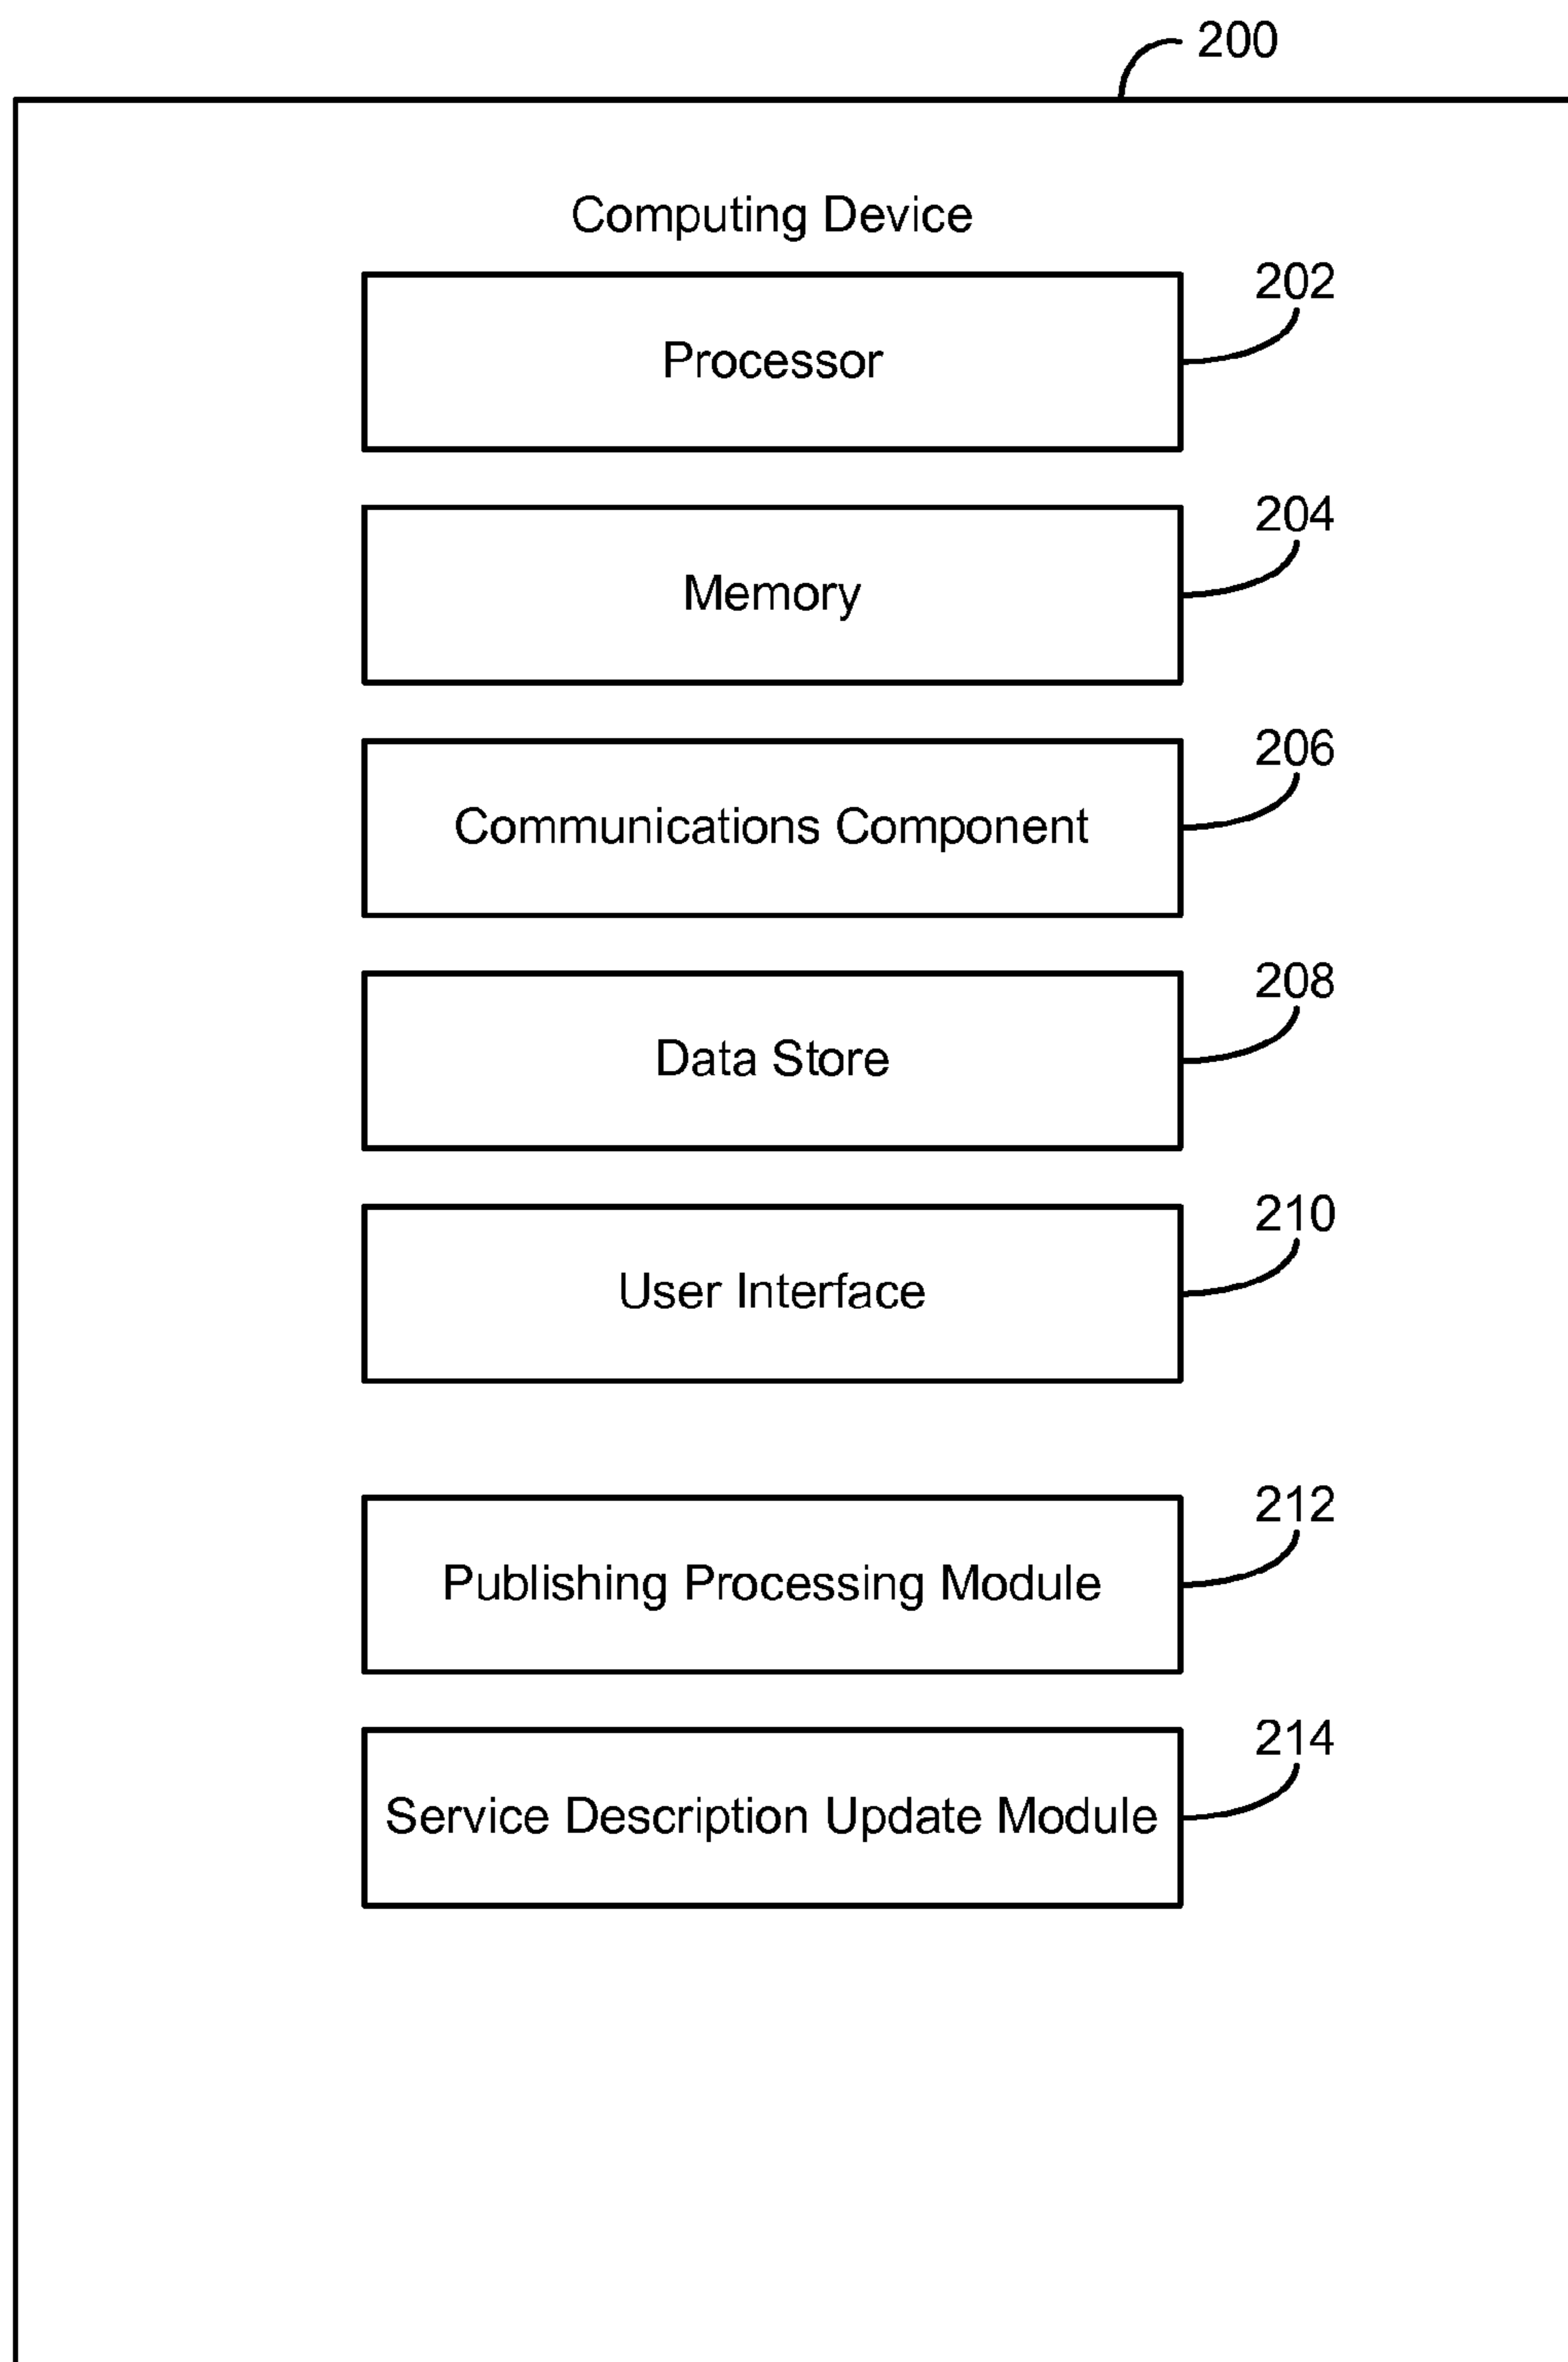 200
Computing Device
202
Processor
204
Memory
206
Communications Component
208
Data Store
210
User Interface
212
Publishing Processing Module
214
Service Description Update Module